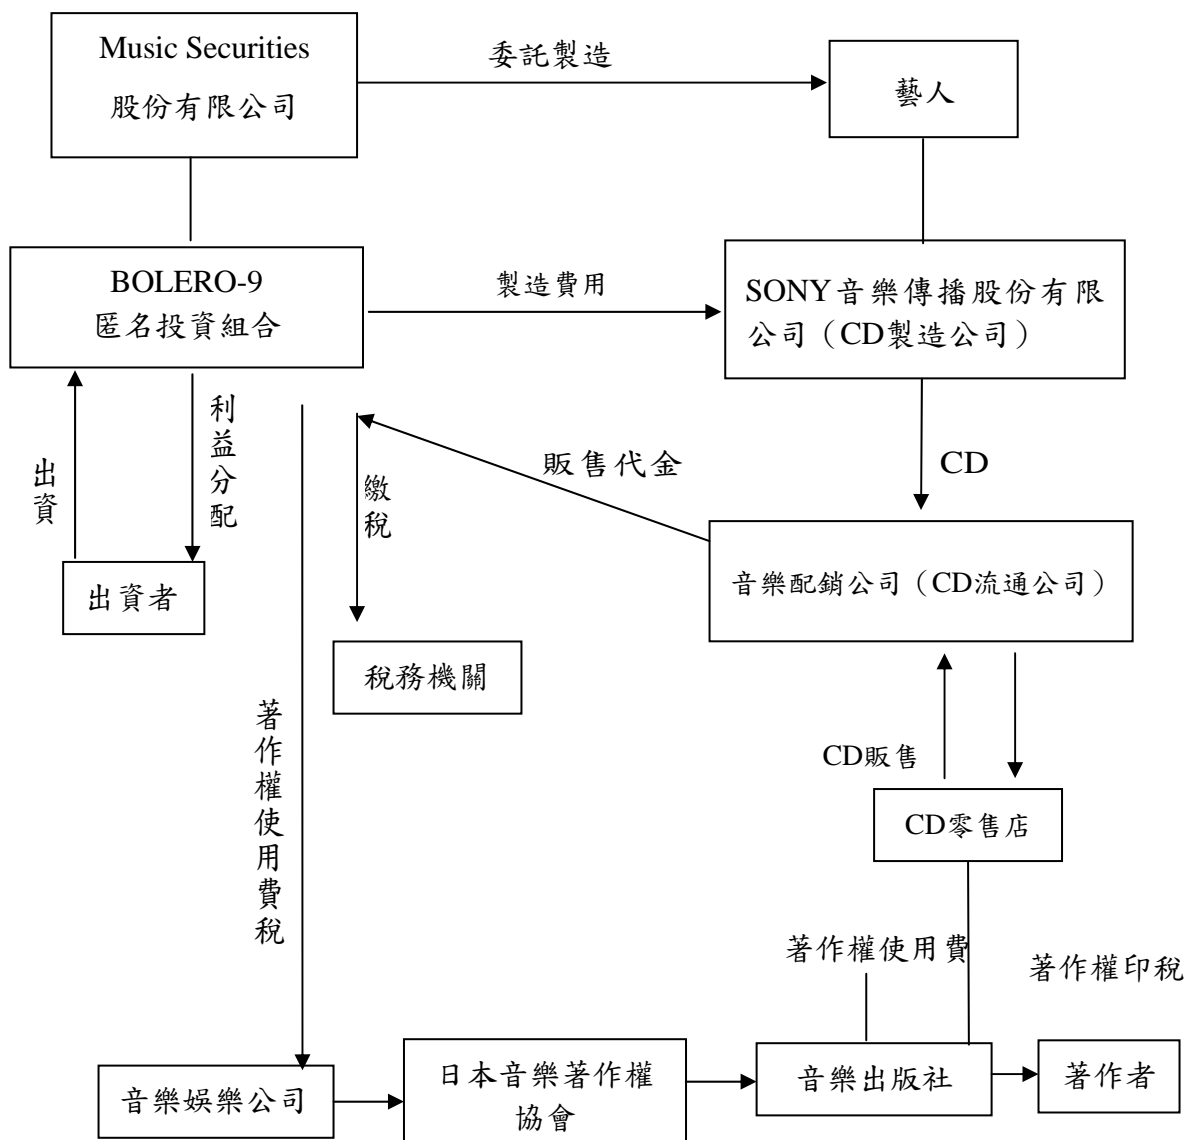 Music Securities
股份有限公司
委託製造
藝人
BOLERO-9
匿名投資組合
製造費用
SONY音樂傳播股份有限
公司（CD製造公司）
出資
利益分配
繳稅
販售代金
CD
出資者
音樂配銷公司（CD流通公司）
稅務機關
著作權使用費稅
CD販售
CD零售店
著作權使用費
著作權印稅
音樂娛樂公司
日本音樂著作權
協會
音樂出版社
著作者